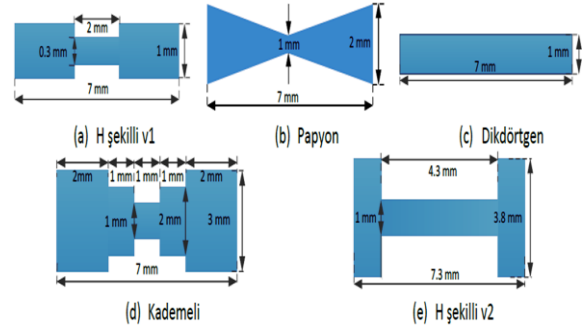 2 mm
0.3 mm
1 mm
7 mm
(a) H şekilli v1
1 mm
2 mm
7 mm
(b) Papyon
1 mm
7 mm
(c) Dikdörtgen
2mm 1 mm 1 mm 1 mm 2 mm
1 mm
2 mm
3 mm
7 mm
(d) Kademeli
4.3 mm
1 mm
3.8 mm
7.3 mm
(e) H şekilli v2